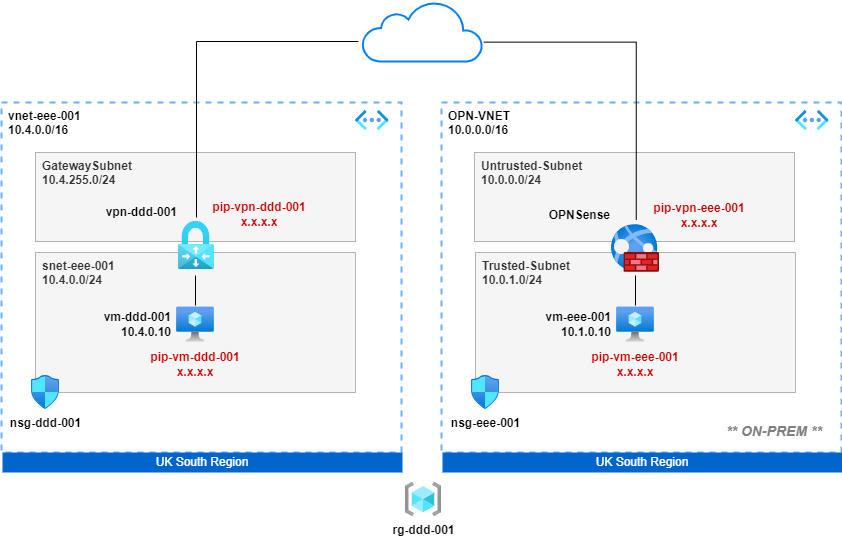 vnet-eee-001
10.4.0.0/16
GatewaySubnet
10.4.255.0/24
vpn-ddd-001
pip-vpn-ddd-001
x.x.x.x
snet-eee-001
10.4.0.0/24
vm-ddd-001
10.4.0.10
pip-vm-ddd-001
x.x.x.x
nsg-ddd-001
UK South Region
OPN-VNET
10.0.0.0/16
Untrusted-Subnet
10.0.0.0/24
OPNSense
pip-vpn-eee-001
x.x.x.x
Trusted-Subnet
10.0.1.0/24
vm-eee-001
10.1.0.10
pip-vm-eee-001
x.x.x.x
nsg-eee-001
** ON-PREM **
UK South Region
rg-ddd-001